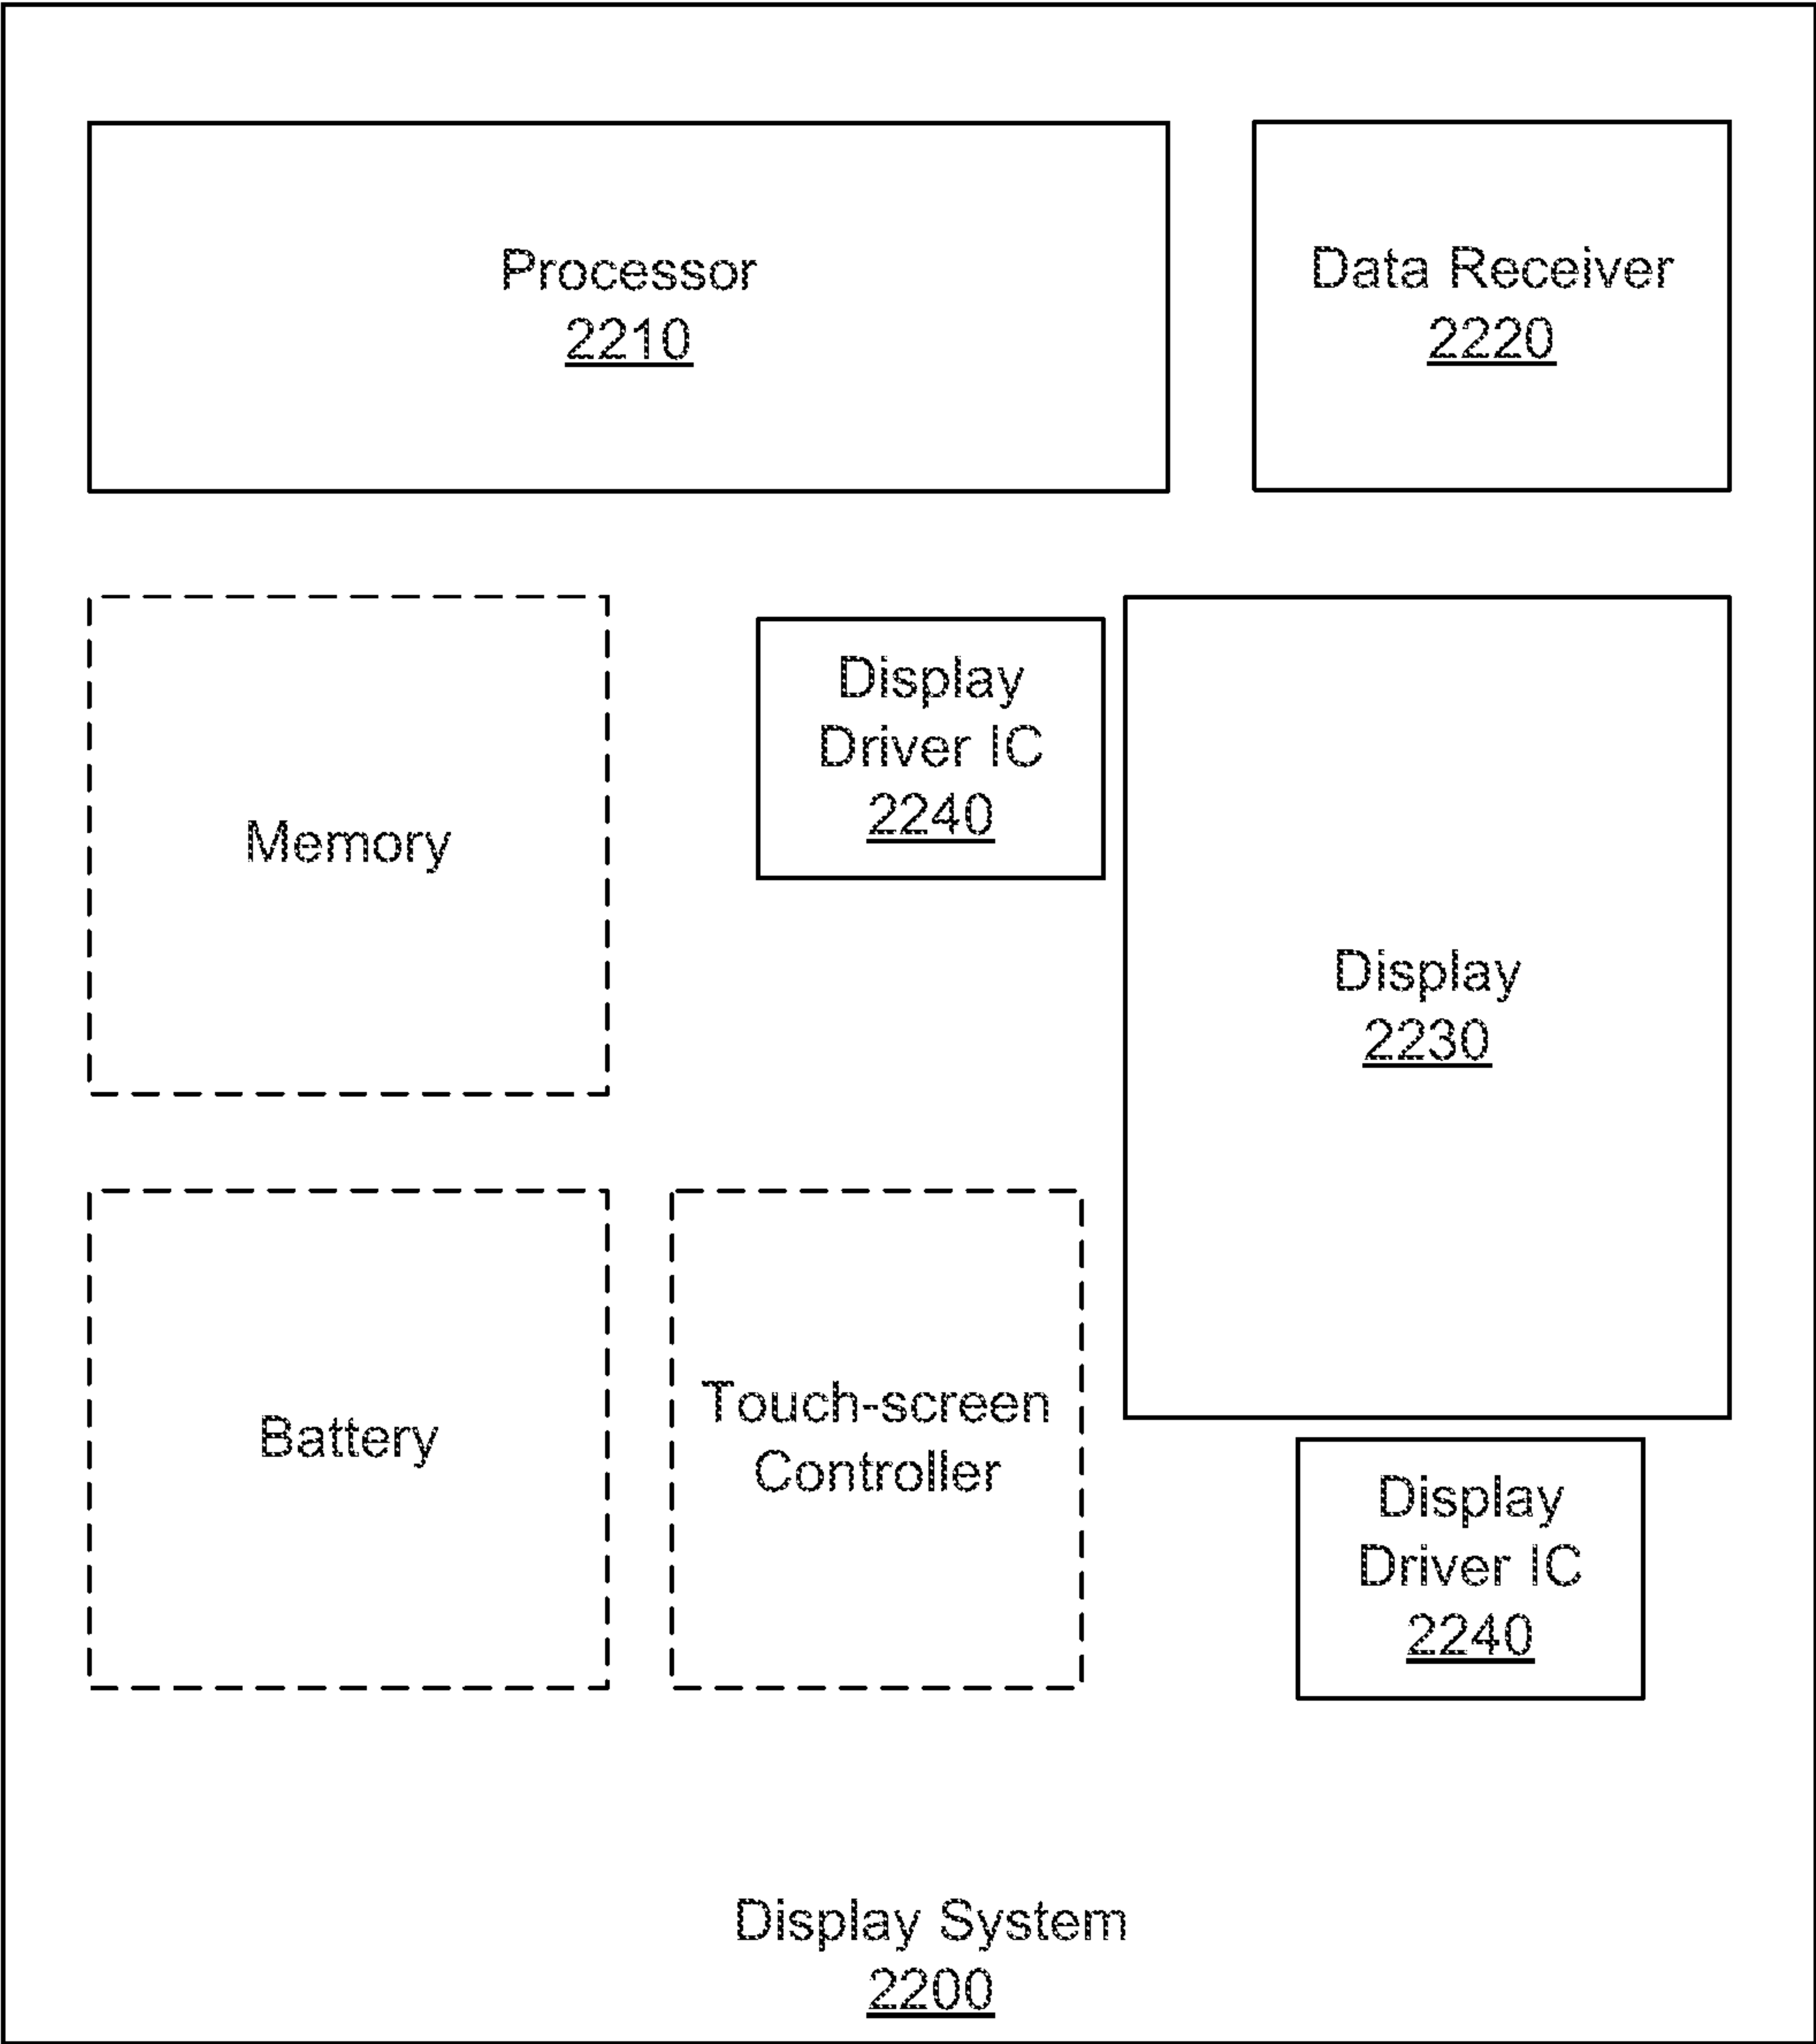 Processor
2210
Data Receiver
2220
Memory
Display
Driver IC
2240
Display
2230
Battery
Touch-screen
Controller
Display
Driver IC
2240
Display System
2200